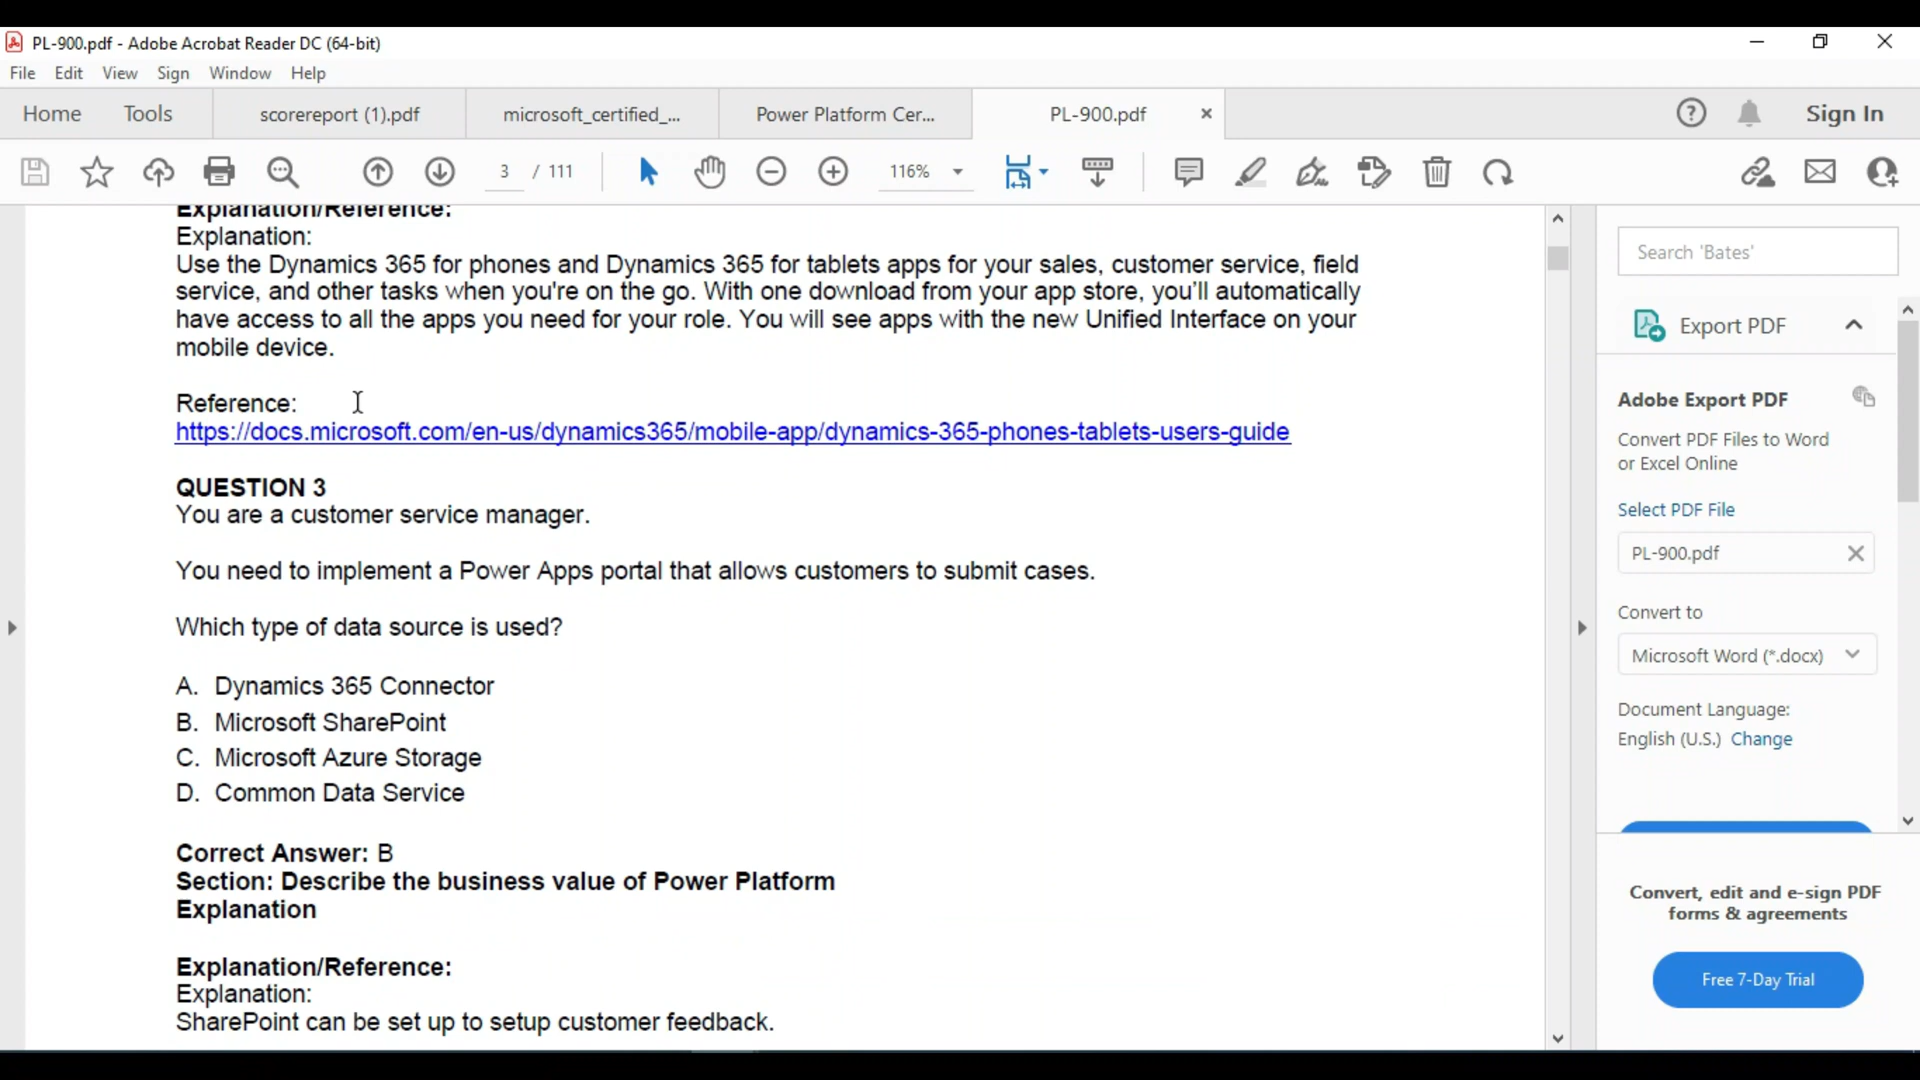 PL-900.pdf - Adobe Acrobat Reader DC (64-bit)
File Edit View Sign Window Help
Home Tools scorereport (1).pdf microsoft_certified_... Power Platform Cer... PL-900.pdf × Sign In
3 / 111 116%
Explanation/Reference:
Explanation:
Use the Dynamics 365 for phones and Dynamics 365 for tablets apps for your sales, customer service, field
service, and other tasks when you're on the go. With one download from your app store, you’ll automatically
have access to all the apps you need for your role. You will see apps with the new Unified Interface on your
mobile device.
Reference:
https://docs.microsoft.com/en-us/dynamics365/mobile-app/dynamics-365-phones-tablets-users-guide
QUESTION 3
You are a customer service manager.
You need to implement a Power Apps portal that allows customers to submit cases.
Which type of data source is used?
A. Dynamics 365 Connector
B. Microsoft SharePoint
C. Microsoft Azure Storage
D. Common Data Service
Correct Answer: B
Section: Describe the business value of Power Platform
Explanation
Explanation/Reference:
Explanation:
SharePoint can be set up to setup customer feedback.
Search 'Bates'
Export PDF
Adobe Export PDF
Convert PDF Files to Word
or Excel Online
Select PDF File
PL-900.pdf
Convert to
Microsoft Word (*.docx)
Document Language:
English (U.S.) Change
Convert, edit and e-sign PDF
forms & agreements
Free 7-Day Trial